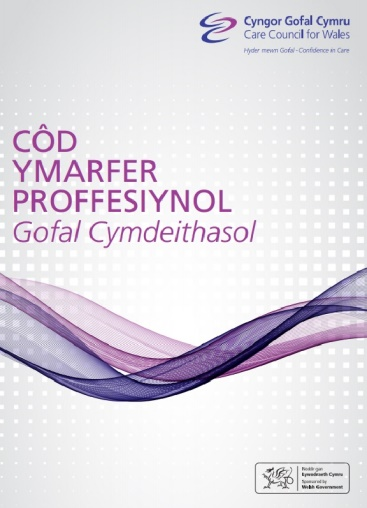 Cyngor Gofal Cymru
Care Council for Wales
Hyder mewn Gofal - Confidence in Care
CÔD
YMARFER
PROFFESIYNOL
Gofal Cymdeithasol
Noddir gan
Lywodraeth Cymru
Sponsored by
Welsh Government